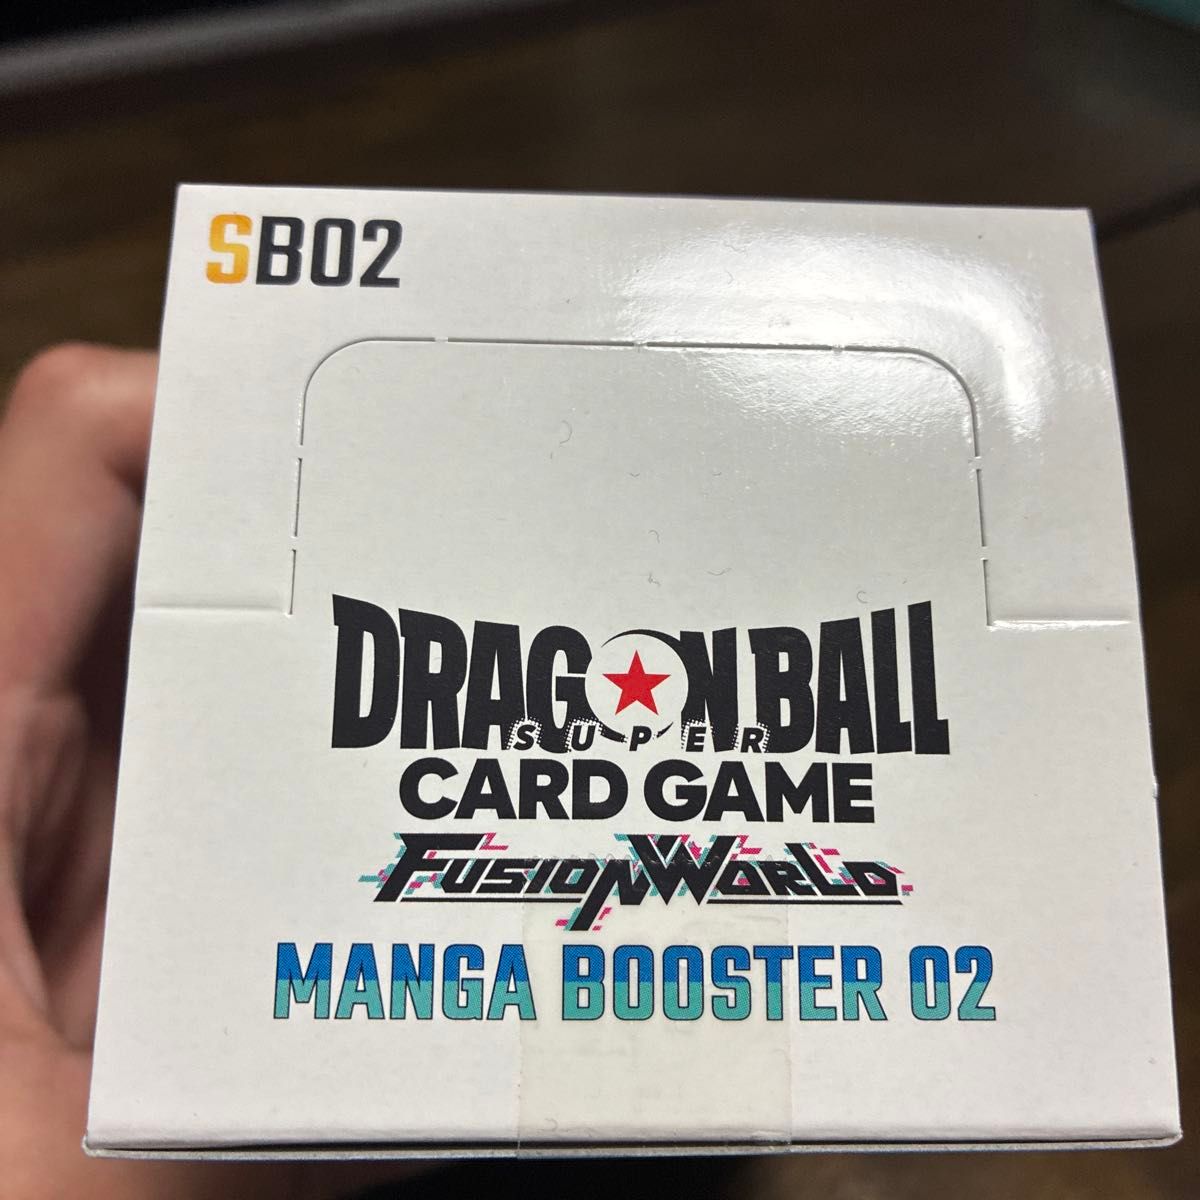 SB02
DRAGON BALL
SUPER
CARD GAME
FUSION WORLD
MANGA BOOSTER 02